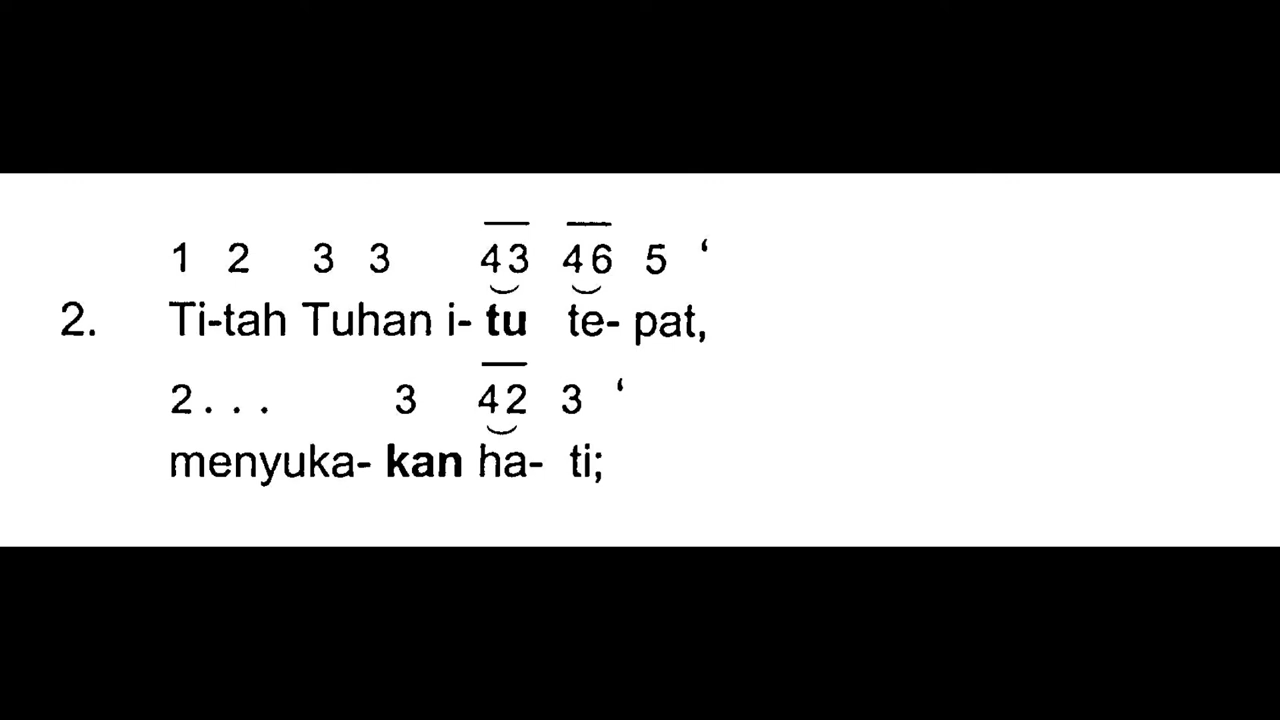 1 2 3 3 43 46 5 ‘
2. Ti-tah Tuhan i- tu te- pat,
2 . . . 3 42 3 ‘
menyuka- kan ha- ti;